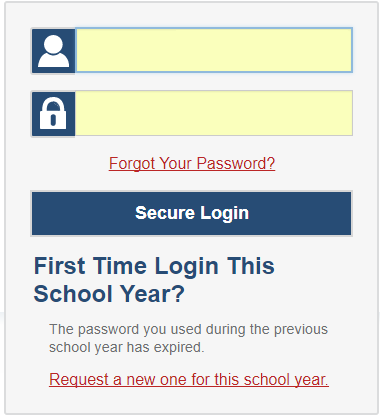 Forgot Your Password?
Secure Login
First Time Login This
School Year?
The password you used during the previous
school year has expired.
Request a new one for this school year.